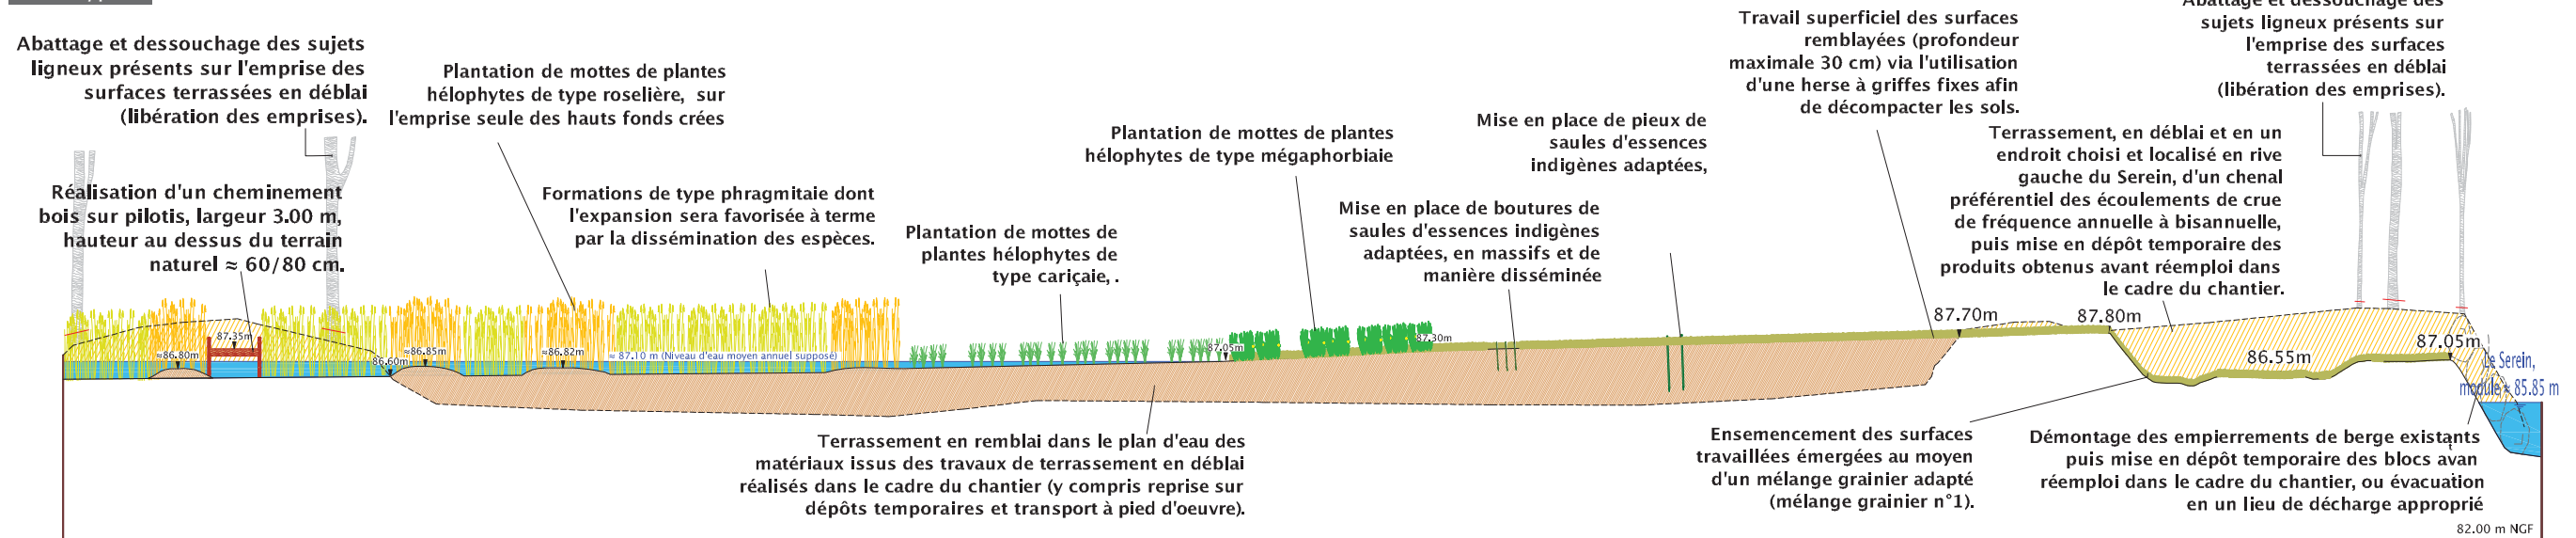 Abattage et dessouchage des sujets
ligneux présents sur l'emprise des
surfaces terrassées en déblai
(libération des emprises).
Plantation de mottes de plantes
hélophytes de type roselière, sur
l'emprise seule des hauts fonds crées
Réalisation d'un cheminement
bois sur pilotis, largeur 3.00 m,
hauteur au dessus du terrain
naturel ≈ 60/80 cm.
Formations de type phragmitaie dont
l'expansion sera favorisée à terme
par la dissémination des espèces.
Plantation de mottes de
plantes hélophytes de
type cariçaie, .
Plantation de mottes de plantes
hélophytes de type mégaphorbiaie
Mise en place de boutures de
saules d'essences indigènes
adaptées, en massifs et de
manière disséminée
Mise en place de pieux de
saules d'essences
indigènes adaptées,
Travail superficiel des surfaces
remblayées (profondeur
maximale 30 cm) via l'utilisation
d'une herse à griffes fixes afin
de décompacter les sols.
Terrassement, en déblai et en un
endroit choisi et localisé en rive
gauche du Serein, d'un chenal
préférentiel des écoulements de crue
de fréquence annuelle à bisannuelle,
puis mise en dépôt temporaire des
produits obtenus avant réemploi dans
le cadre du chantier.
Abattage et dessouchage des
sujets ligneux présents sur
l'emprise des surfaces
terrassées en déblai
(libération des emprises).
≈86.80m
87.35m
86.60m
≈86.85m
≈86.82m
≈ 87.10 m (Niveau d'eau moyen annuel supposé)
87.05m
87.30m
87.70m
87.80m
86.55m
87.05m
Le Serein,
module ≈ 85.85 m
Terrassement en remblai dans le plan d'eau des
matériaux issus des travaux de terrassement en déblai
réalisés dans le cadre du chantier (y compris reprise sur
dépôts temporaires et transport à pied d'oeuvre).
Ensemencement des surfaces
travaillées émergées au moyen
d'un mélange grainier adapté
(mélange grainier n°1).
Démontage des empierrements de berge existants
puis mise en dépôt temporaire des blocs avan
réemploi dans le cadre du chantier, ou évacuation
en un lieu de décharge approprié
82.00 m NGF